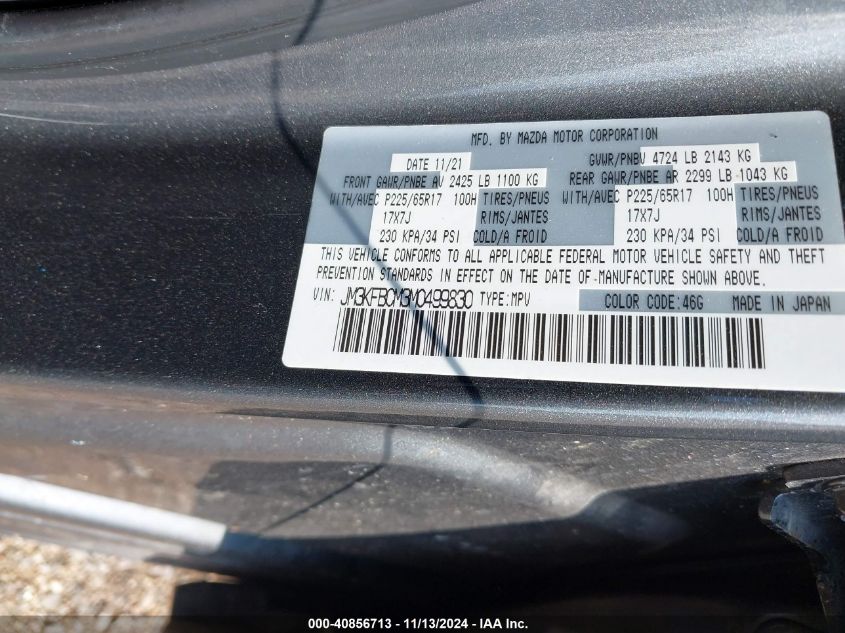 MFD. BY MAZDA MOTOR CORPORATION
DATE 11/21 GVWR/PNBV 4724 LB 2143 KG
FRONT GAWR/PNBE AV 2425 LB 1100 KG REAR GAWR/PNBE AR 2299 LB 1043 KG
WITH/AVEC P225/65R17 100H TIRES/PNEUS WITH/AVEC P225/65R17 100H TIRES/PNEUS
17X7J RIMS/JANTES 17X7J RIMS/JANTES
230 KPA/34 PSI COLD/A FROID 230 KPA/34 PSI COLD/A FROID
THIS VEHICLE CONFORMS TO ALL APPLICABLE FEDERAL MOTOR VEHICLE SAFETY AND THEFT
PREVENTION STANDARDS IN EFFECT ON THE DATE OF MANUFACTURE SHOWN ABOVE.
VIN: JM3KFBCM3M0499830 TYPE:MPV COLOR CODE:46G MADE IN JAPAN
000-40856713 - 11/13/2024 - IAA Inc.